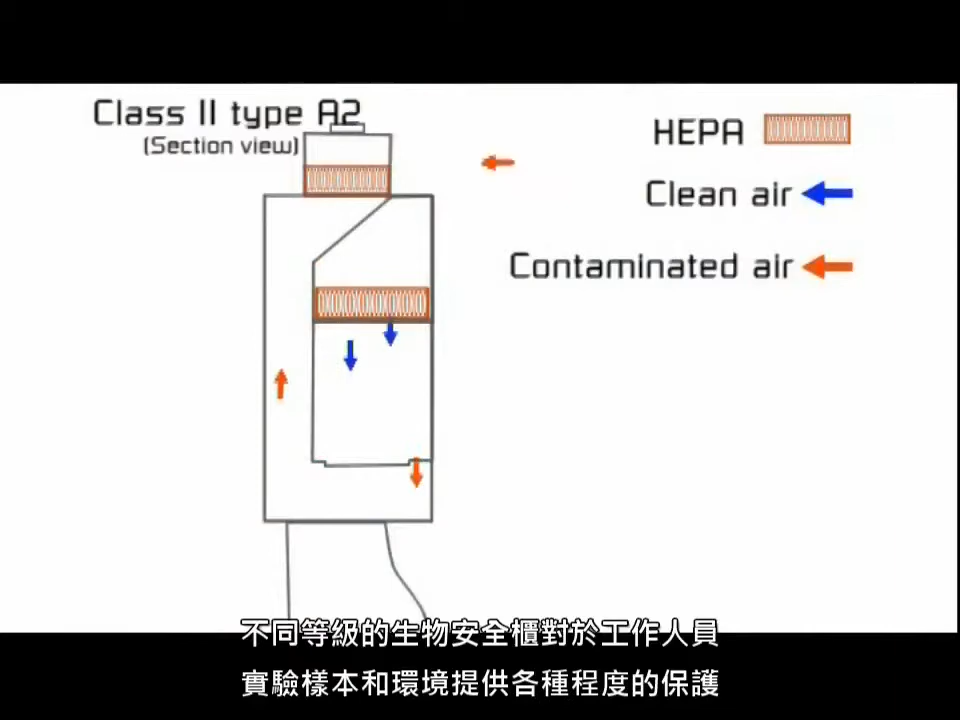 Class II type A2
(Section view)
HEPA
Clean air
Contaminated air
不同等級的生物安全櫃對於工作人員
實驗樣本和環境提供各種程度的保護